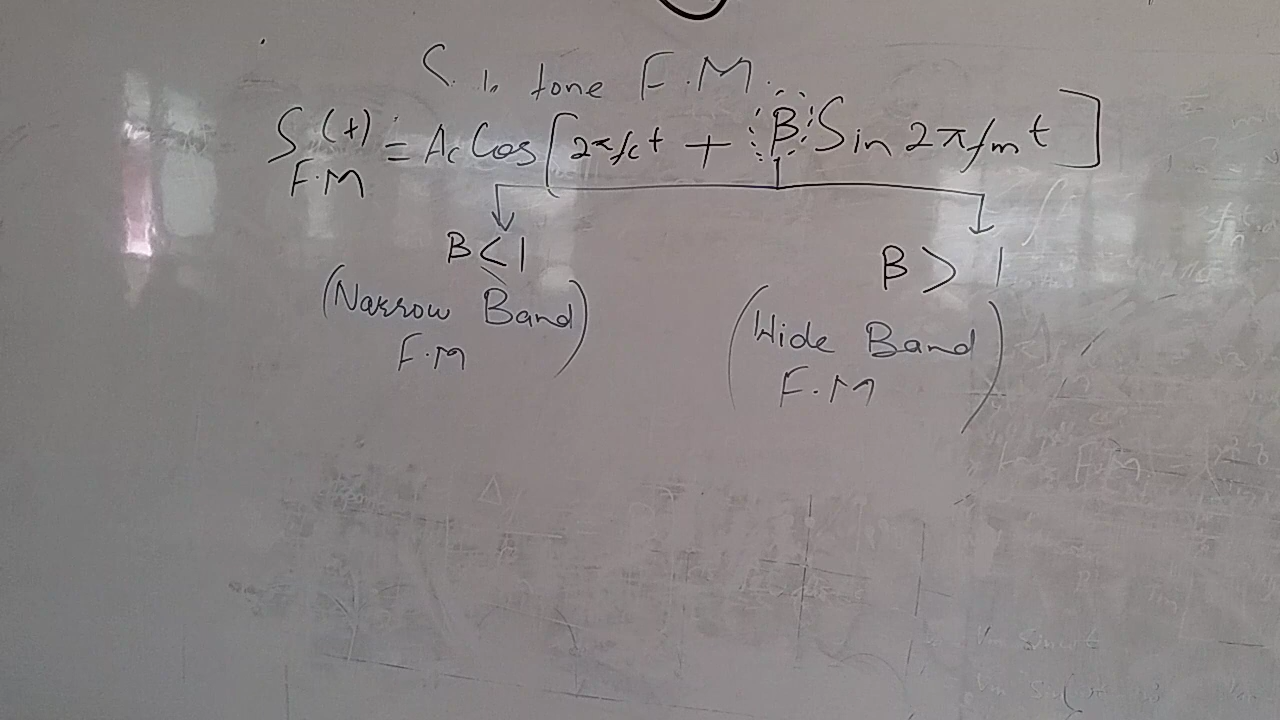 tone F.M.
S(t) = Ac Cos[2πfct + B Sin 2πfmt]
F.M
B<1 B > 1
(Narrow Band) (Wide Band)
F.M F.M